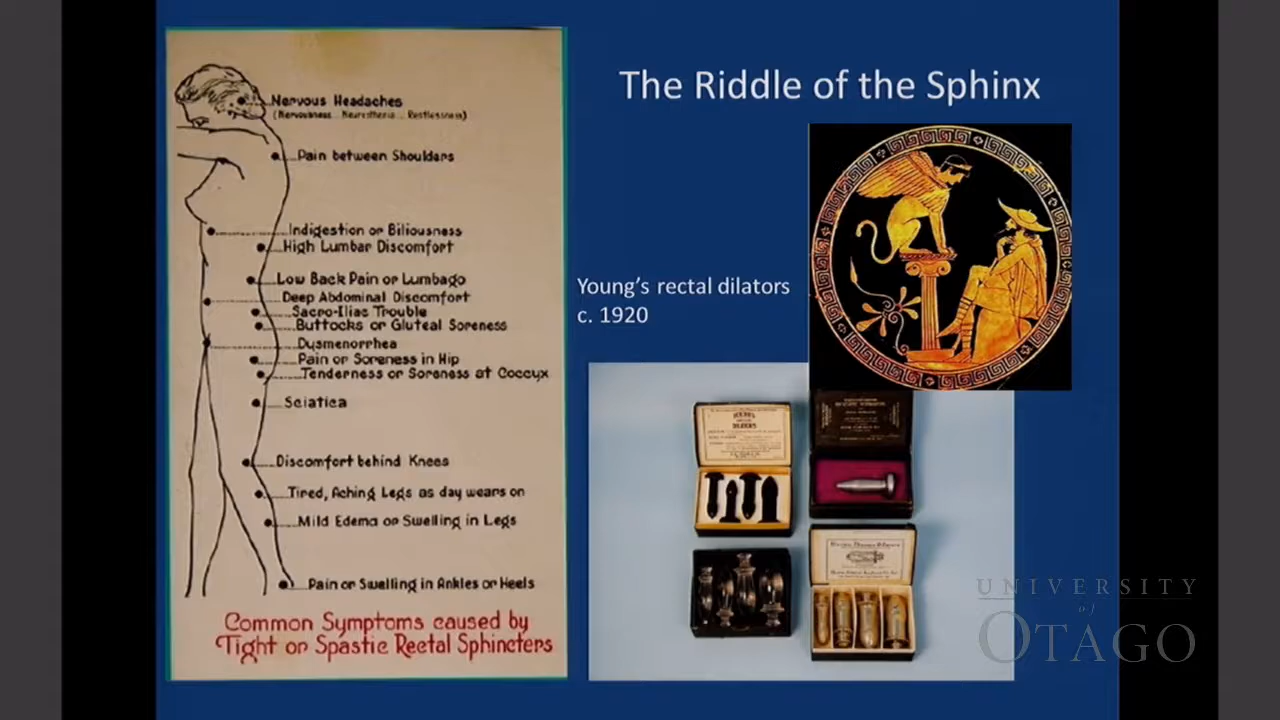 The Riddle of the Sphinx
Nervous Headaches
(Nervousness... Neuresthenia... Restlessness)
Pain between Shoulders
Indigestion or Biliousness
High Lumbar Discomfort
Low Back Pain or Lumbago
Deep Abdominal Discomfort
Sacro-Iliac Trouble
Buttocks or Gluteal Soreness
Dysmenorrhea
Pain or Soreness in Hip
Tenderness or Soreness at Coccyx
Sciatica
Discomfort behind Knees
Tired, Aching Legs as day wears on
Mild Edema or Swelling in Legs
Pain or Swelling in Ankles or Heels
Common Symptoms caused by
Tight or Spastic Rectal Sphincters
Young's rectal dilators
c. 1920
UNIVERSITY
of
OTAGO